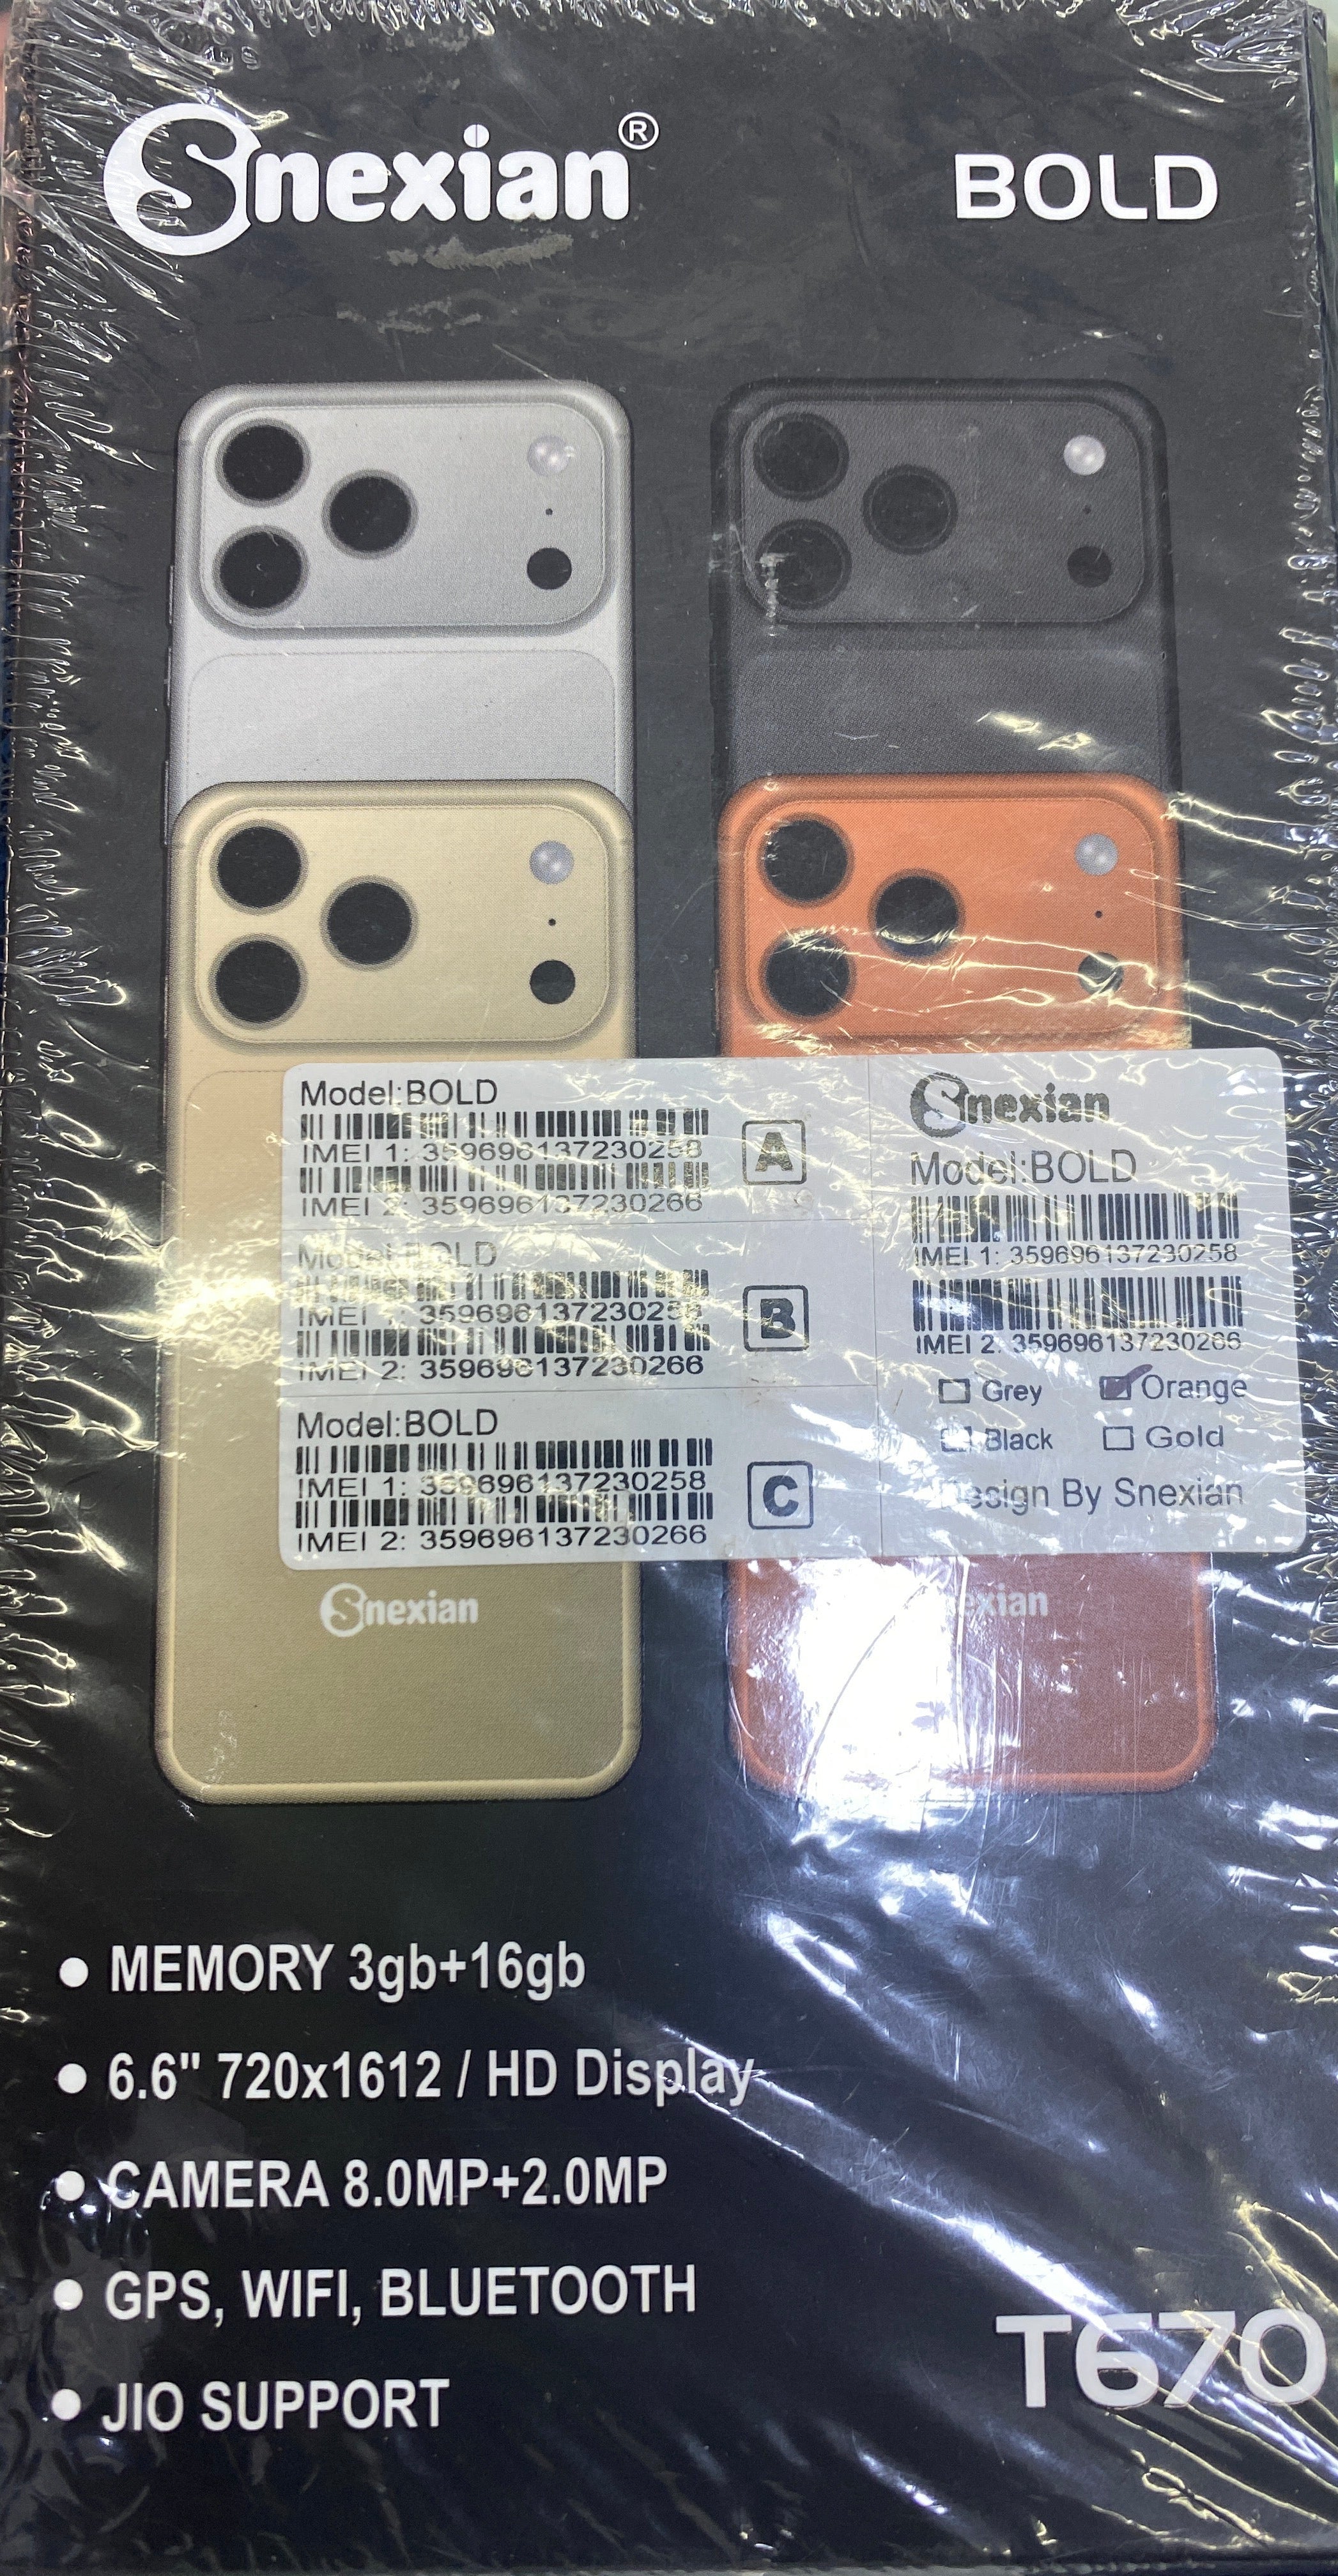 Snexian®
BOLD
Model:BOLD
IMEI 1: 359696137230258
IMEI 2: 359696137230266
A
Model:BOLD
IMEI 1: 359696137230258
IMEI 2: 359696137230266
B
Model:BOLD
IMEI 1: 359696137230258
IMEI 2: 359696137230266
C
Snexian
Model:BOLD
IMEI 1: 359696137230258
IMEI 2: 359696137230266
Grey Orange
Black Gold
Design By Snexian
Snexian
Snexian
MEMORY 3gb+16gb
6.6" 720x1612 / HD Display
CAMERA 8.0MP+2.0MP
GPS, WIFI, BLUETOOTH
JIO SUPPORT
T670